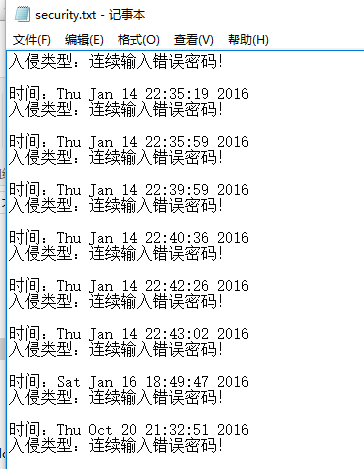 security.txt - 记事本
文件(F) 编辑(E) 格式(O) 查看(V) 帮助(H)
入侵类型：连续输入错误密码!
时间：Thu Jan 14 22:35:19 2016
入侵类型：连续输入错误密码!
时间：Thu Jan 14 22:35:59 2016
入侵类型：连续输入错误密码!
时间：Thu Jan 14 22:39:59 2016
入侵类型：连续输入错误密码!
时间：Thu Jan 14 22:40:36 2016
入侵类型：连续输入错误密码!
时间：Thu Jan 14 22:42:26 2016
入侵类型：连续输入错误密码!
时间：Thu Jan 14 22:43:02 2016
入侵类型：连续输入错误密码!
时间：Sat Jan 16 18:49:47 2016
入侵类型：连续输入错误密码!
时间：Thu Oct 20 21:32:51 2016
入侵类型：连续输入错误密码!